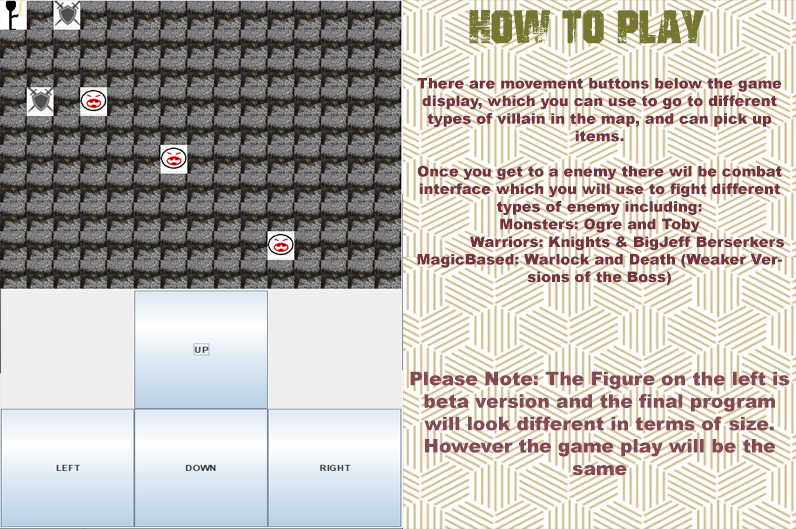 HOW TO PLAY
There are movement buttons below the game
display, which you can use to go to different
types of villain in the map, and can pick up
items.
Once you get to a enemy there wil be combat
interface which you will use to fight different
types of enemy including:
Monsters: Ogre and Toby
Warriors: Knights & BigJeff Berserkers
MagicBased: Warlock and Death (Weaker Ver-
sions of the Boss)
Please Note: The Figure on the left is
beta version and the final program
will look different in terms of size.
However the game play will be the
same
UP
LEFT
DOWN
RIGHT